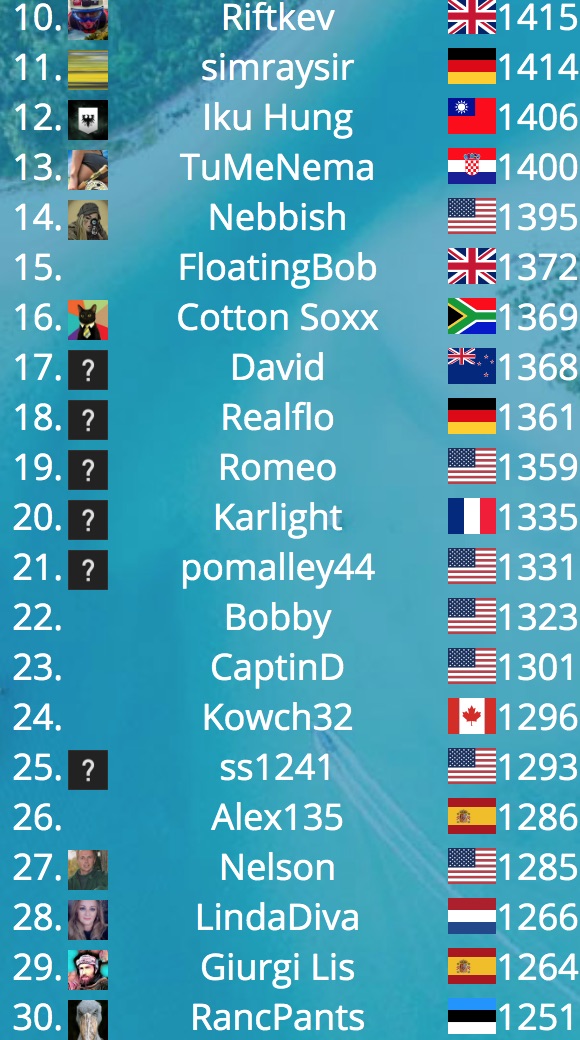 10. Riftkev 1415
11. simraysir 1414
12. Iku Hung 1406
13. TuMeNema 1400
14. Nebbish 1395
15. FloatingBob 1372
16. Cotton Soxx 1369
17. ? David 1368
18. ? Realflo 1361
19. ? Romeo 1359
20. ? Karlight 1335
21. ? pomalley44 1331
22. Bobby 1323
23. CaptinD 1301
24. Kowch32 1296
25. ? ss1241 1293
26. Alex135 1286
27. Nelson 1285
28. LindaDiva 1266
29. Giurgi Lis 1264
30. RancPants 1251